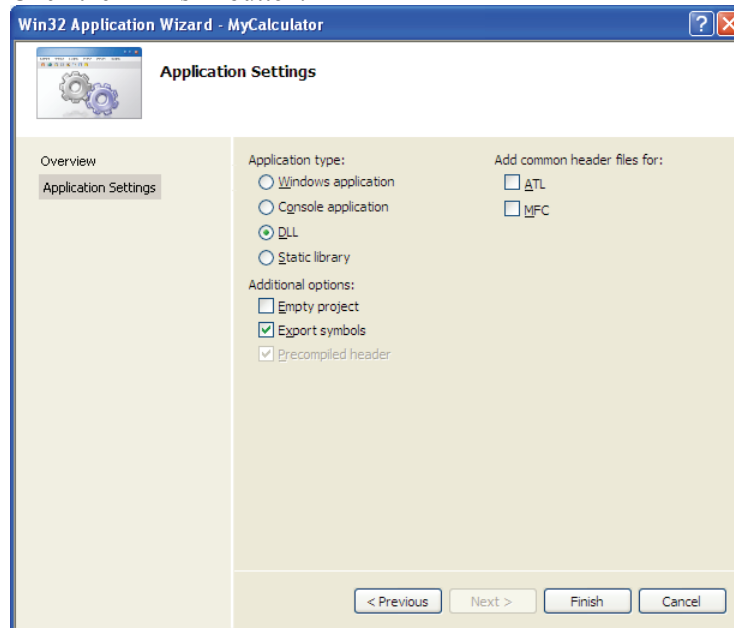 Win32 Application Wizard - MyCalculator
Application Settings
Overview
Application Settings
Application type:
Windows application
Console application
DLL
Static library
Additional options:
Empty project
Export symbols
Precompiled header
Add common header files for:
ATL
MFC
< Previous
Next >
Finish
Cancel